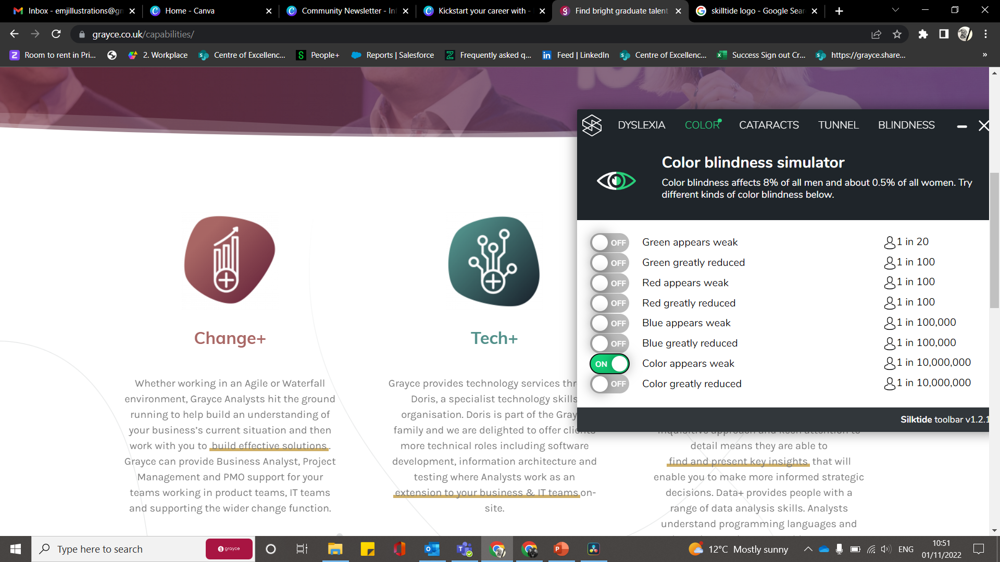 Inbox - emjillustrations@gm
Home - Canva
Community Newsletter - Inf
Kickstart your career with -
Find bright graduate talent
skilltide logo - Google Sear
grayce.co.uk/capabilities/
Room to rent in Pri...
2. Workplace
Centre of Excellenc...
People+
Reports | Salesforce
Frequently asked q...
Feed | LinkedIn
Centre of Excellenc...
Success Sign out Cr...
https://grayce.share...
»
DYSLEXIA
COLOR
CATARACTS
TUNNEL
BLINDNESS
Color blindness simulator
Color blindness affects 8% of all men and about 0.5% of all women. Try
different kinds of color blindness below.
OFF Green appears weak 1 in 20
OFF Green greatly reduced 1 in 100
OFF Red appears weak 1 in 100
OFF Red greatly reduced 1 in 100
OFF Blue appears weak 1 in 100,000
OFF Blue greatly reduced 1 in 100,000
ON Color appears weak 1 in 10,000,000
OFF Color greatly reduced 1 in 10,000,000
Silktide toolbar v1.2.1
Change+
Whether working in an Agile or Waterfall
environment, Grayce Analysts hit the ground
running to help build an understanding of
your business's current situation and then
work with you to build effective solutions.
Grayce can provide Business Analyst, Project
Management and PMO support for your
teams working in product teams, IT teams
and supporting the wider change function.
Tech+
Grayce provides technology services thr
Doris, a specialist technology skills
organisation. Doris is part of the Gray
family and we are delighted to offer clients
more technical roles including software
development, information architecture and
testing where Analysts work as an
extension to your business & IT teams on-
site.
inquisitive approach and keen attention to
detail means they are able to
find and present key insights that will
enable you to make more informed strategic
decisions. Data+ provides people with a
range of data analysis skills. Analysts
understand programming languages and
Type here to search
grayce
12°C Mostly sunny
ENG
10:51
01/11/2022